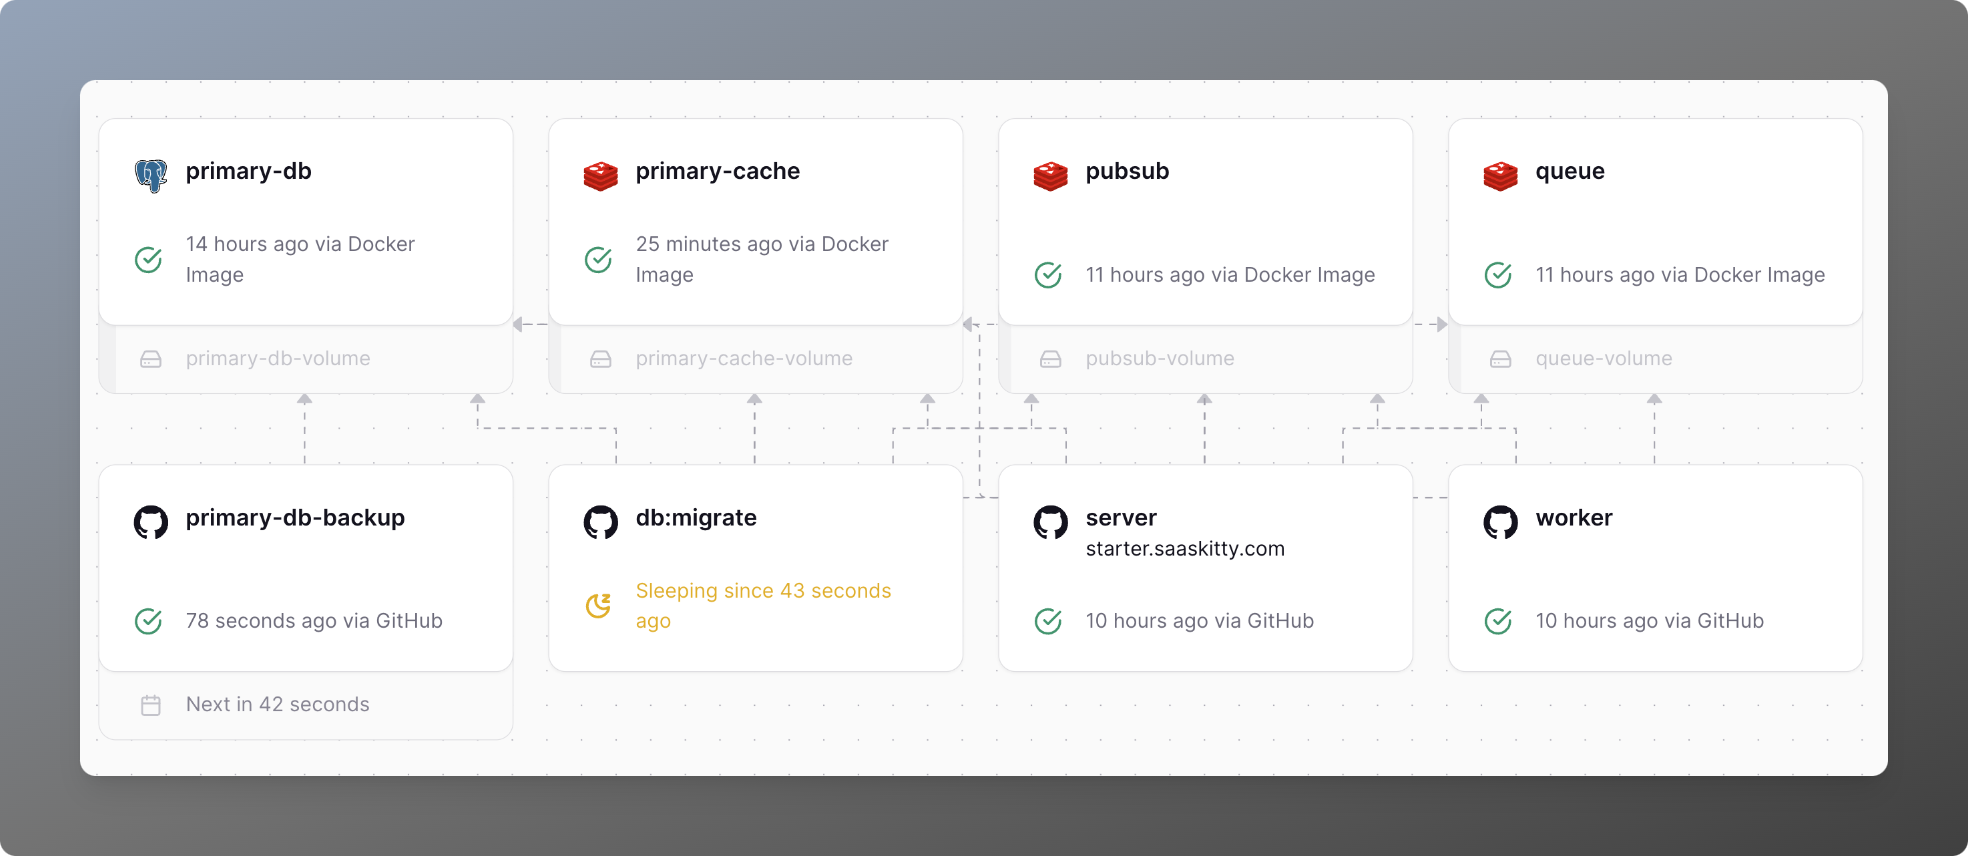 primary-db
14 hours ago via Docker
Image
primary-db-volume
primary-cache
25 minutes ago via Docker
Image
primary-cache-volume
pubsub
11 hours ago via Docker Image
pubsub-volume
queue
11 hours ago via Docker Image
queue-volume
primary-db-backup
78 seconds ago via GitHub
Next in 42 seconds
db:migrate
Sleeping since 43 seconds
ago
server
starter.saaskitty.com
10 hours ago via GitHub
worker
10 hours ago via GitHub